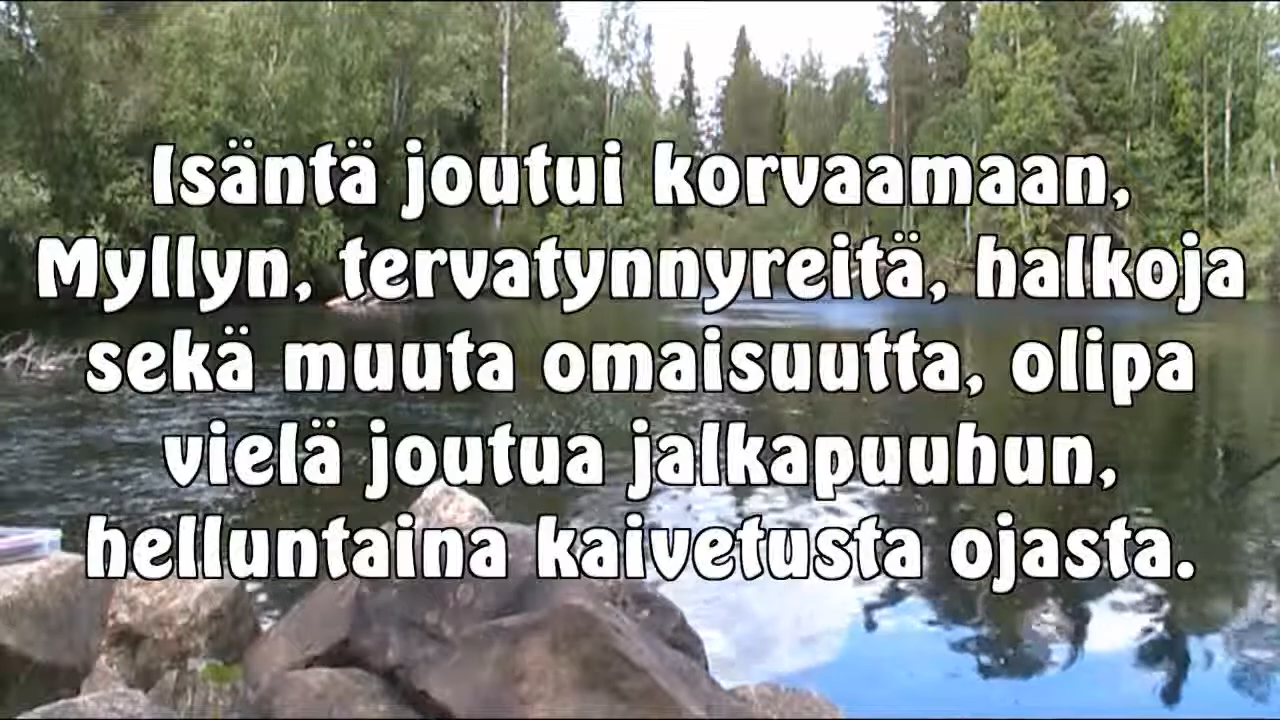 Isäntä joutui korvaamaan,
Myllyn, tervatynnyreitä, halkoja
sekä muuta omaisuutta, olipa
vielä joutua jalkapuuhun,
helluntaina kaivetusta ojasta.